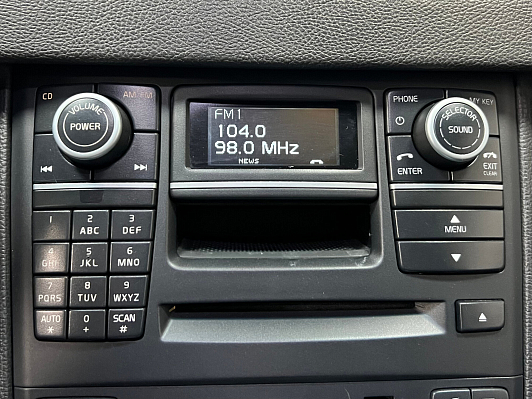 CD
AM FM
VOLUME
POWER
FM1
104.0
98.0 MHz
NEWS
PHONE
MY KEY
SELECTOR
SOUND
ENTER
EXIT
CLEAR
MENU
1
2
ABC
3
DEF
4
GHI
5
JKL
6
MNO
7
PQRS
8
TUV
9
WXYZ
AUTO
*
0
+
SCAN
#